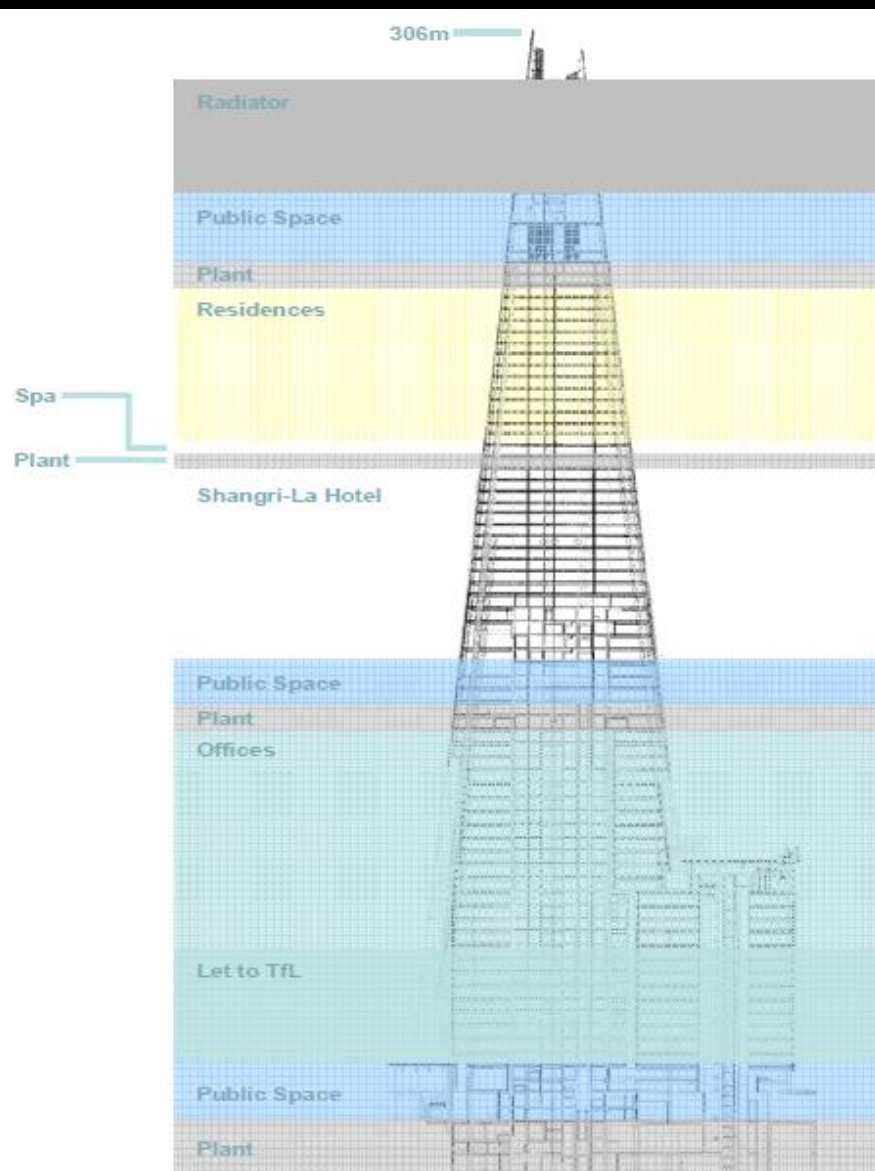 306m
Radiator
Public Space
Plant
Residences
Spa
Plant
Shangri-La Hotel
Public Space
Plant
Offices
Let to TfL
Public Space
Plant